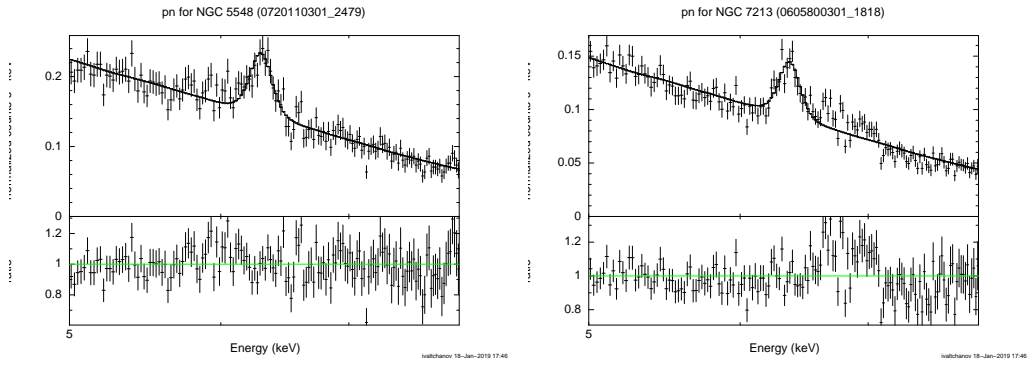 pn for NGC 5548 (0720110301_2479)
0.2
0.1
0
1.2
1
0.8
5
Energy (keV)
ivaltchanov 18-Jan-2019 17:46
pn for NGC 7213 (0605800301_1818)
0.15
0.1
0.05
0
1.2
1
0.8
5
Energy (keV)
ivaltchanov 18-Jan-2019 17:46